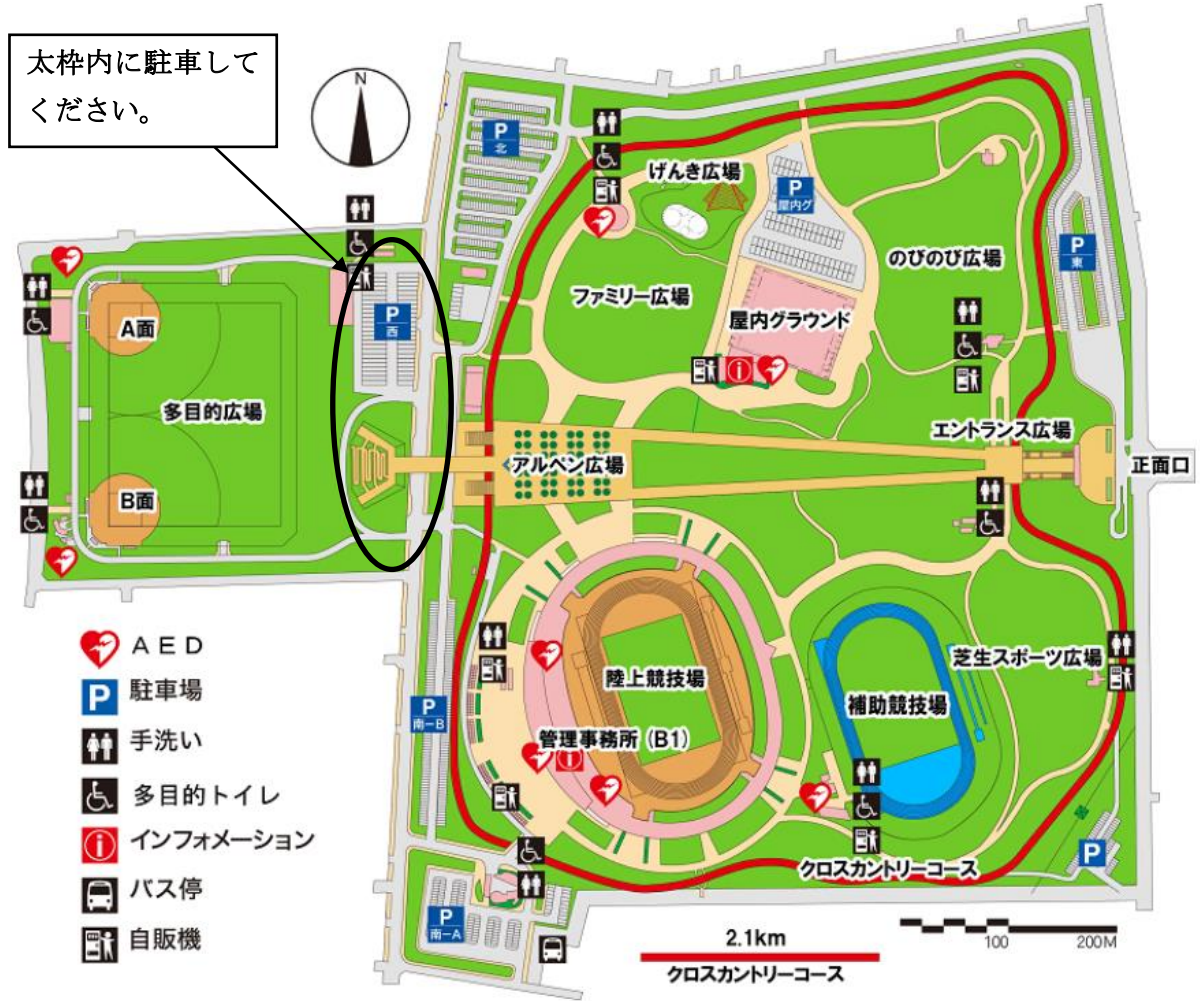 太枠内に駐車して
ください。
N
P
北
げんき広場
P
屋内グ
P
東
のびのび広場
ファミリー広場
屋内グラウンド
P
西
A面
多目的広場
B面
アルペン広場
エントランス広場
正面口
芝生スポーツ広場
陸上競技場
補助競技場
管理事務所 (B1)
P
南-B
クロスカントリーコース
P
P
南-A
AED
P 駐車場
手洗い
多目的トイレ
インフォメーション
バス停
自販機
2.1km
クロスカントリーコース
100 200M